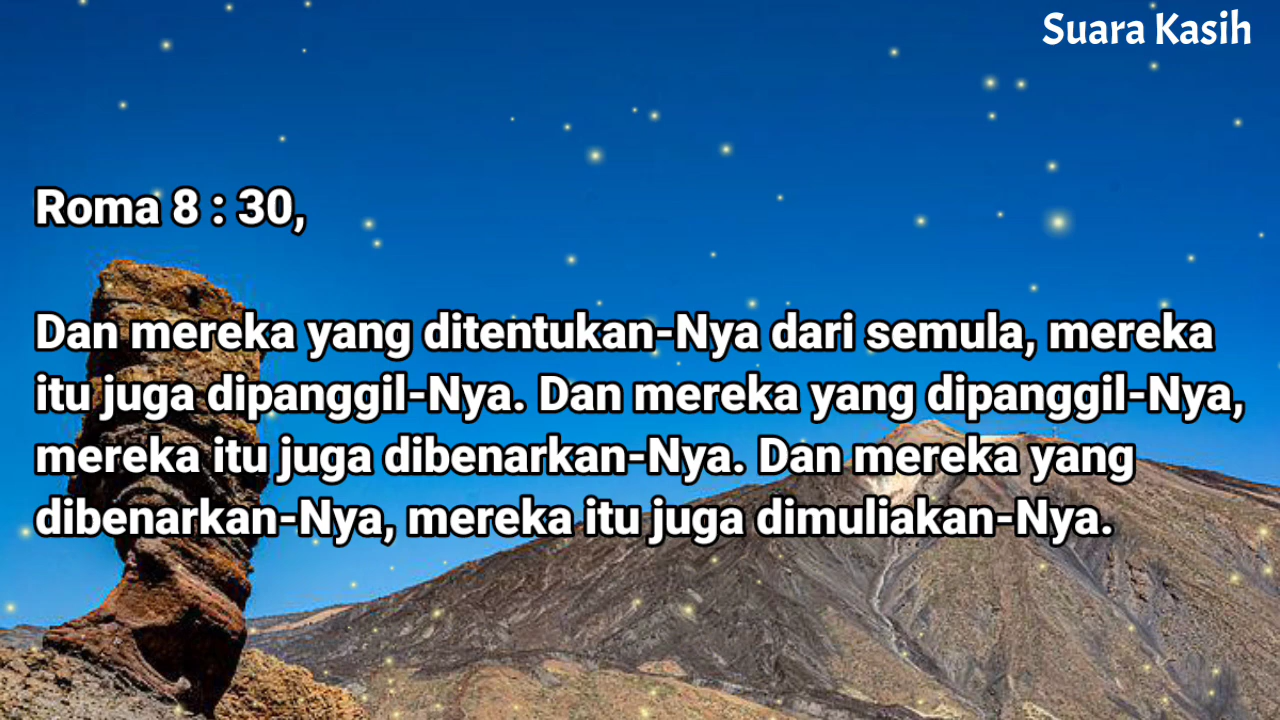 Suara Kasih
Roma 8 : 30,
Dan mereka yang ditentukan-Nya dari semula, mereka
itu juga dipanggil-Nya. Dan mereka yang dipanggil-Nya,
mereka itu juga dibenarkan-Nya. Dan mereka yang
dibenarkan-Nya, mereka itu juga dimuliakan-Nya.